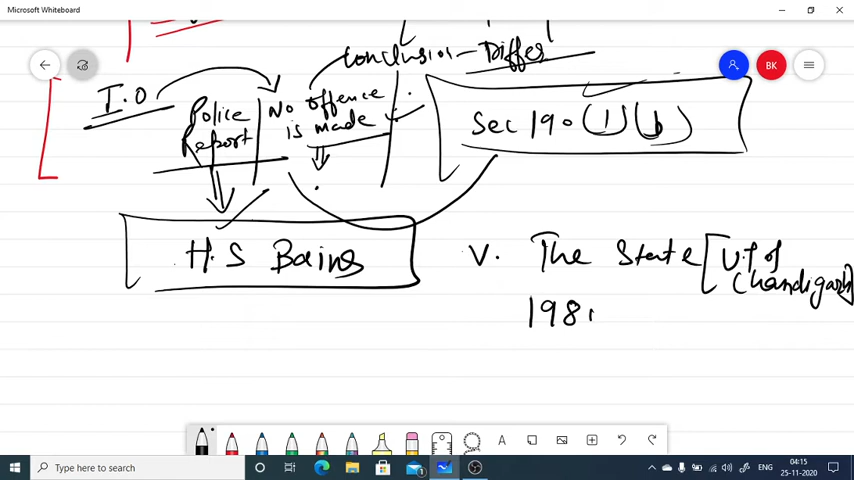 Microsoft Whiteboard
Conclusion - Differ
I.O
Police
Report
No offence
is made
Sec 190 (1) (b)
BK
H.S Bains
V. The State [U.T of
Chandigarh]
198
Type here to search
ENG
04:15
25-11-2020